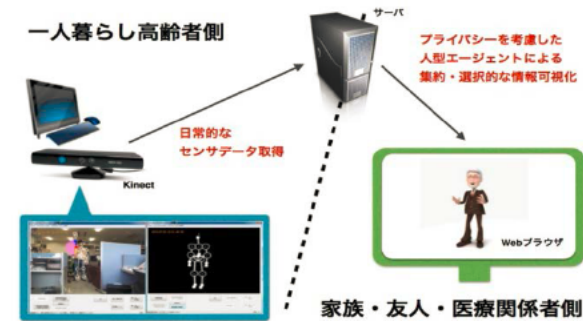 一人暮らし高齢者側
サーバ
プライバシーを考慮した
人型エージェントによる
集約・選択的な情報可視化
日常的な
センサデータ取得
Kinect
Webブラウザ
家族・友人・医療関係者側